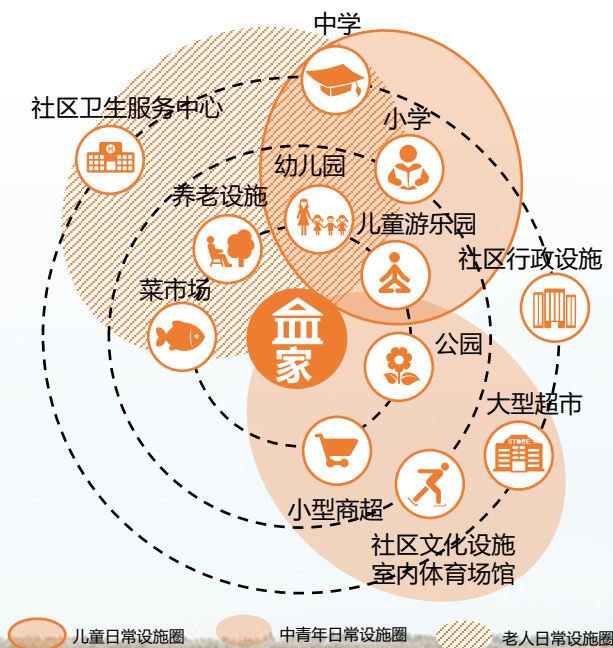 中学
社区卫生服务中心
小学
幼儿园
养老设施
儿童游乐园
社区行政设施
菜市场
家
公园
大型超市
STORE
小型商超
社区文化设施
室内体育场馆
儿童日常设施圈
中青年日常设施圈
老人日常设施圈
H